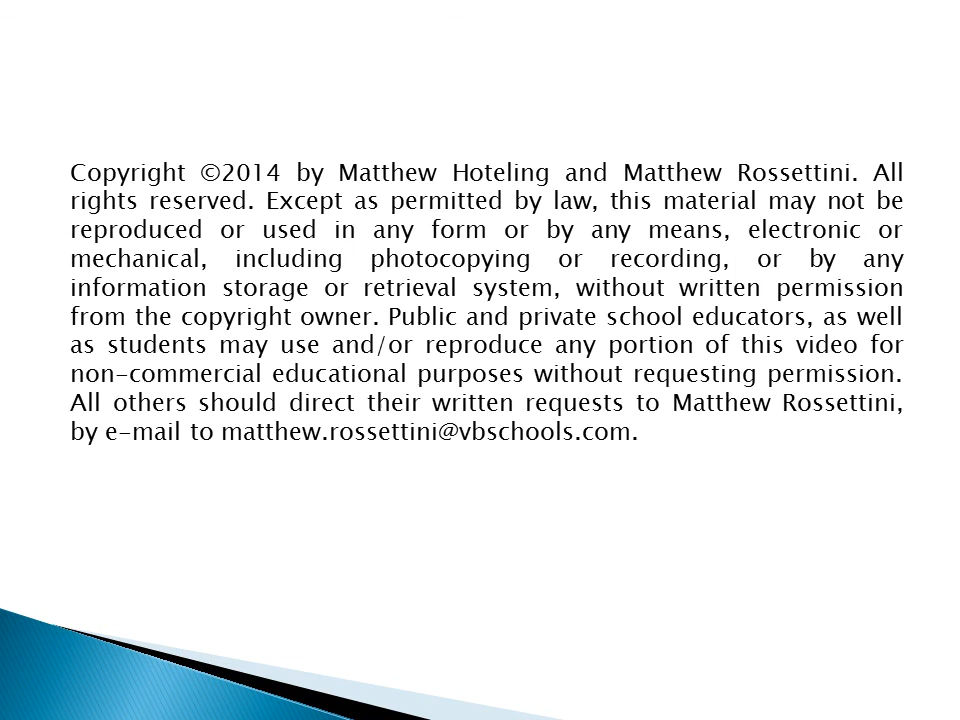 Copyright ©2014 by Matthew Hoteling and Matthew Rossettini. All
rights reserved. Except as permitted by law, this material may not be
reproduced or used in any form or by any means, electronic or
mechanical, including photocopying or recording, or by any
information storage or retrieval system, without written permission
from the copyright owner. Public and private school educators, as well
as students may use and/or reproduce any portion of this video for
non-commercial educational purposes without requesting permission.
All others should direct their written requests to Matthew Rossettini,
by e-mail to matthew.rossettini@vbschools.com.